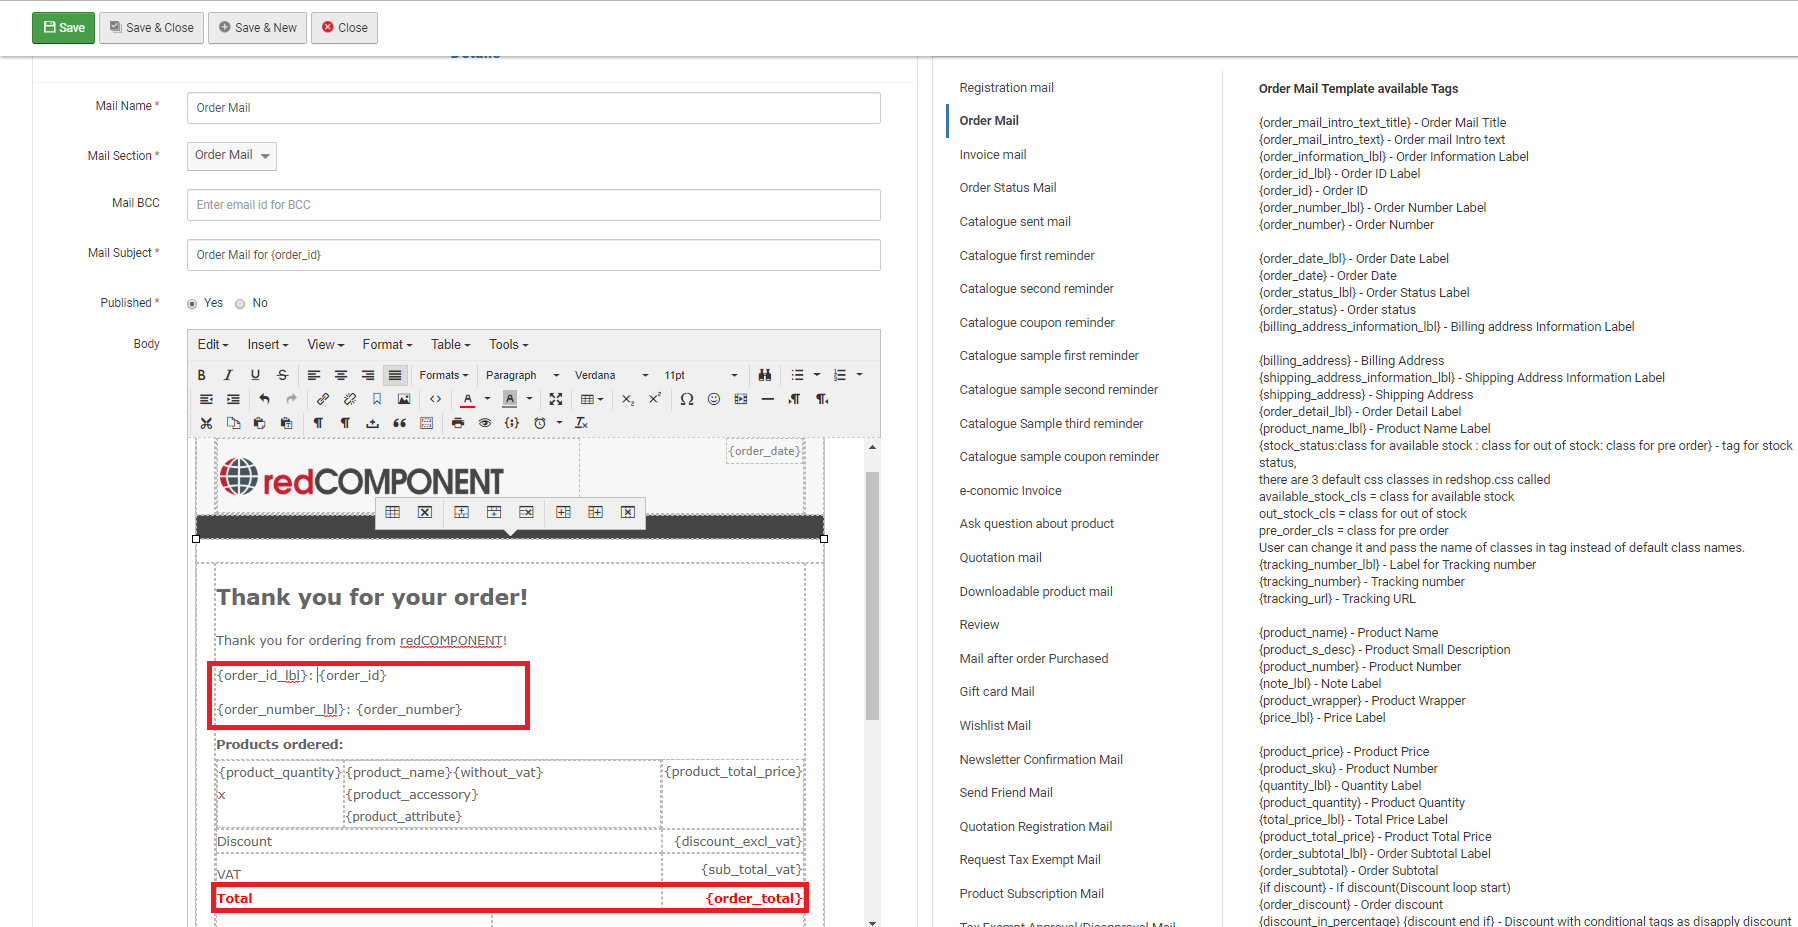 Save
Save & Close
Save & New
Close
Details
Mail Name *
Order Mail
Mail Section *
Order Mail
Mail BCC
Enter email id for BCC
Mail Subject *
Order Mail for {order_id}
Published *
Yes
No
Body
Edit
Insert
View
Format
Table
Tools
B I U S
Formats
Paragraph
Verdana
11pt
{order_date}
redCOMPONENT
Thank you for your order!
Thank you for ordering from redCOMPONENT!
{order_id_lbl}: {order_id}
{order_number_lbl}: {order_number}
Products ordered:
{product_quantity} x
{product_name}{without_vat}
{product_accessory}
{product_attribute}
{product_total_price}
Discount
{discount_excl_vat}
VAT
{sub_total_vat}
Total
{order_total}
Registration mail
Order Mail
Invoice mail
Order Status Mail
Catalogue sent mail
Catalogue first reminder
Catalogue second reminder
Catalogue coupon reminder
Catalogue sample first reminder
Catalogue sample second reminder
Catalogue Sample third reminder
Catalogue sample coupon reminder
e-conomic Invoice
Ask question about product
Quotation mail
Downloadable product mail
Review
Mail after order Purchased
Gift card Mail
Wishlist Mail
Newsletter Confirmation Mail
Send Friend Mail
Quotation Registration Mail
Request Tax Exempt Mail
Product Subscription Mail
Tax Exempt Approval/Disapproval Mail
Order Mail Template available Tags
{order_mail_intro_text_title} - Order Mail Title
{order_mail_intro_text} - Order mail Intro text
{order_information_lbl} - Order Information Label
{order_id_lbl} - Order ID Label
{order_id} - Order ID
{order_number_lbl} - Order Number Label
{order_number} - Order Number
{order_date_lbl} - Order Date Label
{order_date} - Order Date
{order_status_lbl} - Order Status Label
{order_status} - Order status
{billing_address_information_lbl} - Billing address Information Label
{billing_address} - Billing Address
{shipping_address_information_lbl} - Shipping Address Information Label
{shipping_address} - Shipping Address
{order_detail_lbl} - Order Detail Label
{product_name_lbl} - Product Name Label
{stock_status:class for available stock : class for out of stock: class for pre order} - tag for stock
status,
there are 3 default css classes in redshop.css called
available_stock_cls = class for available stock
out_stock_cls = class for out of stock
pre_order_cls = class for pre order
User can change it and pass the name of classes in tag instead of default class names.
{tracking_number_lbl} - Label for Tracking number
{tracking_number} - Tracking number
{tracking_url} - Tracking URL
{product_name} - Product Name
{product_s_desc} - Product Small Description
{product_number} - Product Number
{note_lbl} - Note Label
{product_wrapper} - Product Wrapper
{price_lbl} - Price Label
{product_price} - Product Price
{product_sku} - Product Number
{quantity_lbl} - Quantity Label
{product_quantity} - Product Quantity
{total_price_lbl} - Total Price Label
{product_total_price} - Product Total Price
{order_subtotal_lbl} - Order Subtotal Label
{order_subtotal} - Order Subtotal
{if discount} - If discount(Discount loop start)
{order_discount} - Order discount
{discount_in_percentage} {discount end if} - Discount with conditional tags as disapply discount